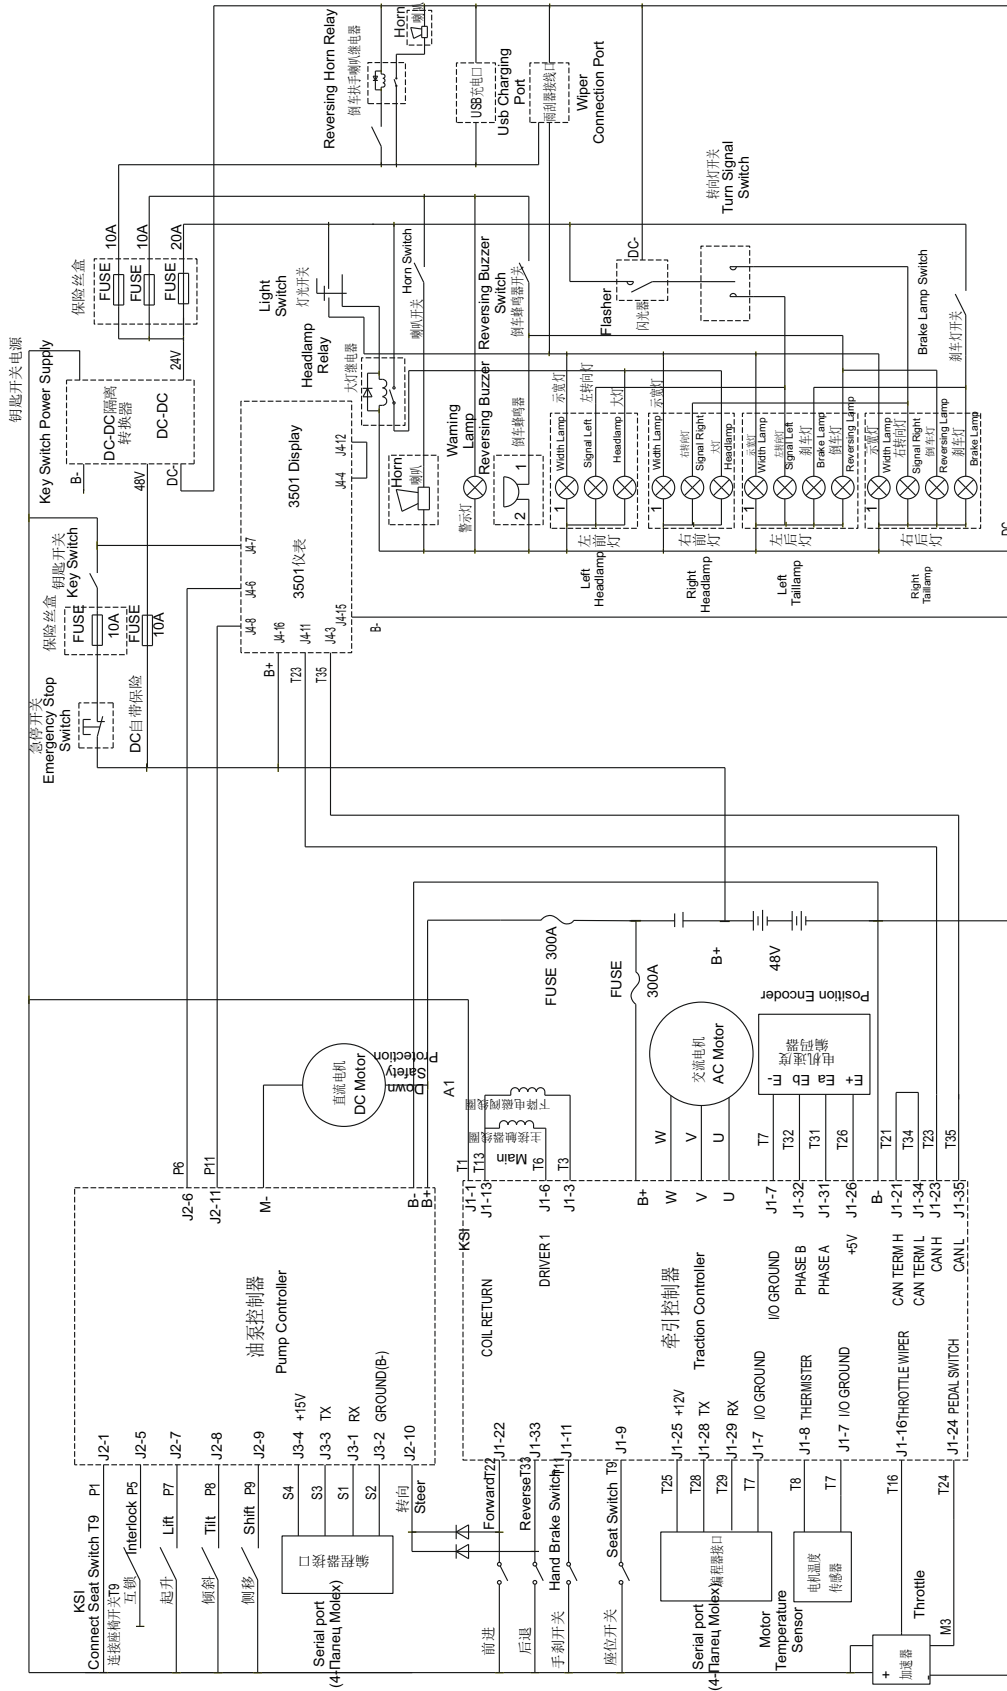 钥匙开关电源
Key Switch Power Supply
保险丝盒
FUSE
10A
FUSE
10A
FUSE
20A
24V
DC-DC隔离
转换器
DC-DC
B-
48V
DC-
Reversing Horn Relay
倒车扶手喇叭继电器
Horn
喇叭
USB充电口
Usb Charging
Port
雨刮器接线口
Wiper
Connection Port
钥匙开关
Key Switch
保险丝盒
FUSE
10A
FUSE
10A
急停开关
Emergency Stop
Switch
DC自带保险
Light
Switch
灯光开关
Headlamp
Relay
大灯继电器
Horn Switch
喇叭开关
Reversing Buzzer
Switch
倒车蜂鸣器开关
Flasher
闪光器
DC-
转向灯开关
Turn Signal
Switch
Brake Lamp Switch
刹车灯开关
3501 Display
3501仪表
J4-12
J4-4
J4-7
J4-6
J4-8
J4-16
J4-11
J4-3
J4-15
B-
B+
T23
T35
Horn
喇叭
Warning
Lamp
警示灯
Reversing Buzzer
倒车蜂鸣器
1
2
示宽灯
Width Lamp
左转向灯
Signal Left
大灯
Headlamp
1
左前灯
Left
Headlamp
示宽灯
Width Lamp
右转向灯
Signal Right
大灯
Headlamp
1
右前灯
Right
Headlamp
示宽灯
Width Lamp
左转向灯
Signal Left
刹车灯
Brake Lamp
倒车灯
Reversing Lamp
1
左后灯
Left
Taillamp
示宽灯
Width Lamp
右转向灯
Signal Right
倒车灯
Reversing Lamp
刹车灯
Brake Lamp
1
右后灯
Right
Taillamp
DC-
FUSE 300A
FUSE
300A
B+
48V
直流电机
DC Motor
Down
Safety
Protection
A1
交流电机
AC Motor
Position Encoder
电机速度
编码器
E-
Eb
Ea
E+
下降电磁阀线圈
主接触器线圈
Main
P6
J2-6
P11
J2-11
M-
B-
B+
油泵控制器
Pump Controller
J2-1
J2-5
J2-7
J2-8
J2-9
J3-4 +15V
J3-3 TX
J3-1 RX
J3-2 GROUND(B-)
J2-10
KSI
Connect Seat Switch T9
连接座椅开关T9
P1
Interlock P5
互锁
Lift P7
起升
Tilt P8
倾斜
Shift P9
侧移
S4
S3
S1
S2
编程器接口
Serial port
(4-Палец Molex)
转向
Steer
KSI
T1
J1-1
T13
J1-13
COIL RETURN
T6
J1-6
DRIVER 1
T3
J1-3
B+
W
W
V
V
U
U
牵引控制器
Traction Controller
T7
J1-7
I/O GROUND
T32
J1-32
PHASE B
T31
J1-31
PHASE A
T26
J1-26
+5V
B-
T21
J1-21
CAN TERM H
T34
J1-34
CAN TERM L
T23
J1-23
CAN H
T35
J1-35
CAN L
J1-22
J1-33
J1-11
J1-9
J1-25 +12V
J1-28 TX
J1-29 RX
J1-7 I/O GROUND
J1-8 THERMISTER
J1-7 I/O GROUND
J1-16 THROTTLE WIPER
J1-24 PEDAL SWITCH
Forward T22
前进
Reverse T33
后退
Hand Brake Switch T11
手刹开关
Seat Switch T9
座位开关
T25
T28
T29
T7
编程器接口
Serial port
(4-Палец Molex)
T8
T7
电机温度
传感器
Motor
Temperature
Sensor
T16
T24
Throttle
加速器
+
M3